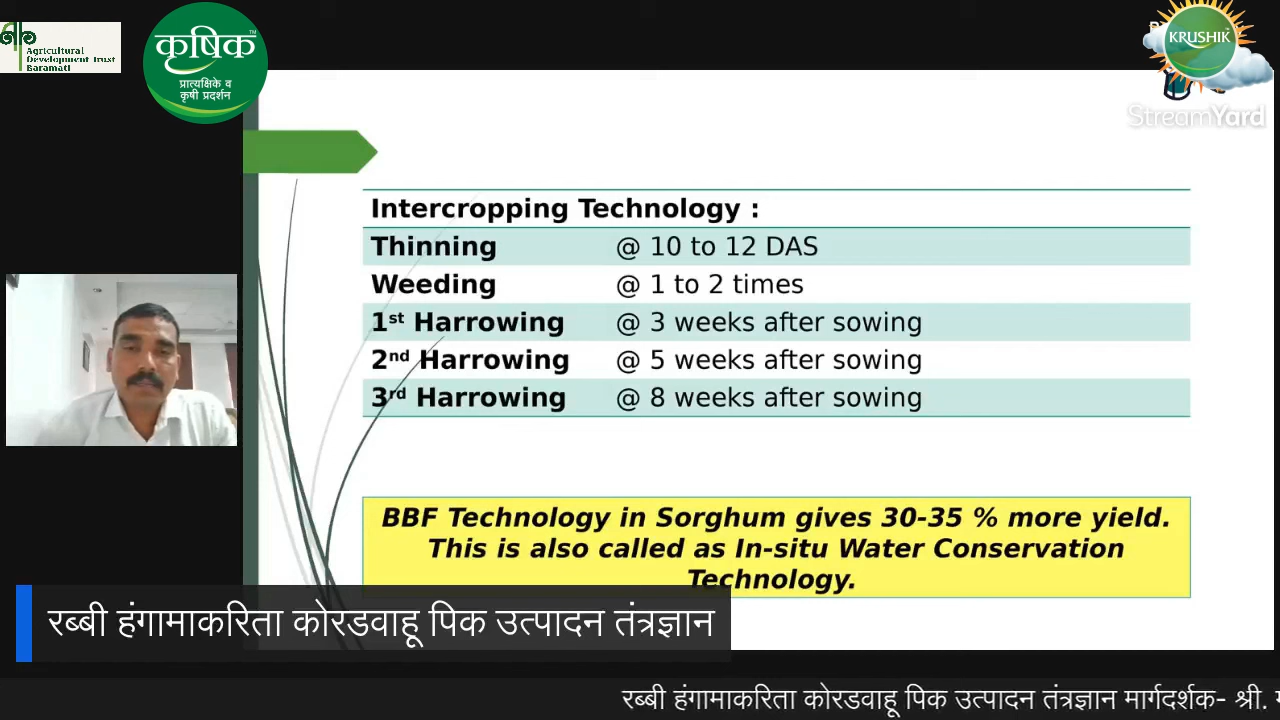 Agricultural
Development Trust
Baramati
कृषिक
प्रात्यक्षिके व
कृषी प्रदर्शन
KRUSHIK
StreamYard
Intercropping Technology :
Thinning @ 10 to 12 DAS
Weeding @ 1 to 2 times
1st Harrowing @ 3 weeks after sowing
2nd Harrowing @ 5 weeks after sowing
3rd Harrowing @ 8 weeks after sowing
BBF Technology in Sorghum gives 30-35 % more yield.
This is also called as In-situ Water Conservation
Technology.
रब्बी हंगामाकरिता कोरडवाहू पिक उत्पादन तंत्रज्ञान
रब्बी हंगामाकरिता कोरडवाहू पिक उत्पादन तंत्रज्ञान मार्गदर्शक- श्री.